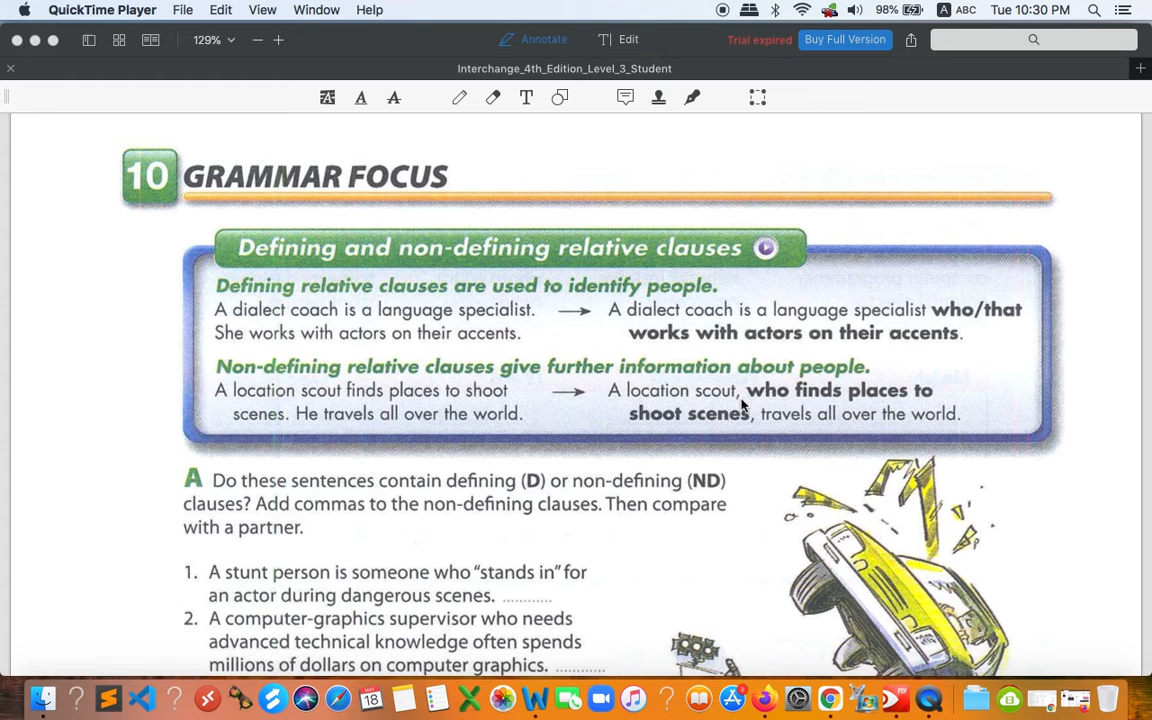 QuickTime Player File Edit View Window Help 98% A ABC Tue 10:30 PM
129% Annotate Edit Trial expired Buy Full Version
Interchange_4th_Edition_Level_3_Student
10 GRAMMAR FOCUS
Defining and non-defining relative clauses
Defining relative clauses are used to identify people.
A dialect coach is a language specialist. → A dialect coach is a language specialist who/that
She works with actors on their accents. works with actors on their accents.
Non-defining relative clauses give further information about people.
A location scout finds places to shoot → A location scout, who finds places to
scenes. He travels all over the world. shoot scenes, travels all over the world.
A Do these sentences contain defining (D) or non-defining (ND)
clauses? Add commas to the non-defining clauses. Then compare
with a partner.
1. A stunt person is someone who “stands in” for
an actor during dangerous scenes. ............
2. A computer-graphics supervisor who needs
advanced technical knowledge often spends
millions of dollars on computer graphics. ............
MAY
18